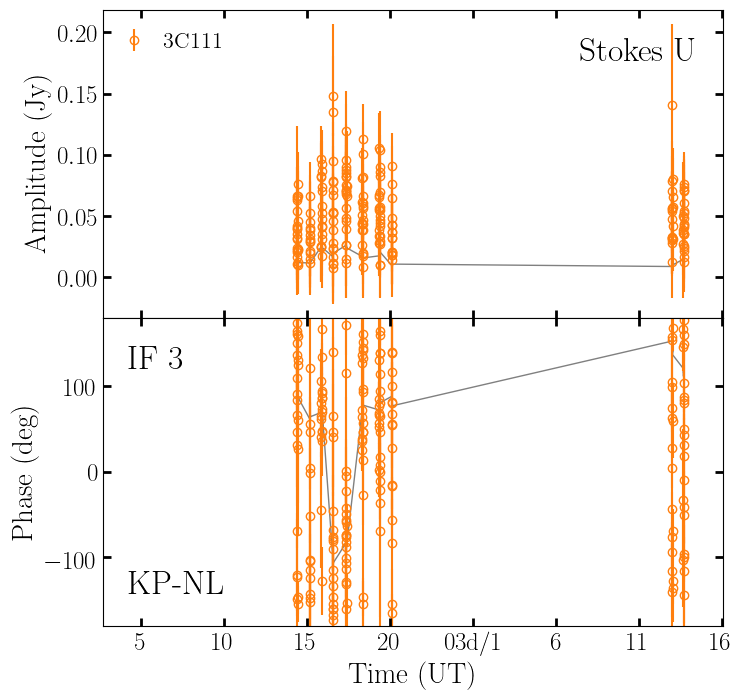 0.20
0.15
0.10
0.05
0.00
Amplitude (Jy)
3C111
Stokes U
100
0
−100
Phase (deg)
IF 3
KP-NL
5 10 15 20 03d/1 6 11 16
Time (UT)